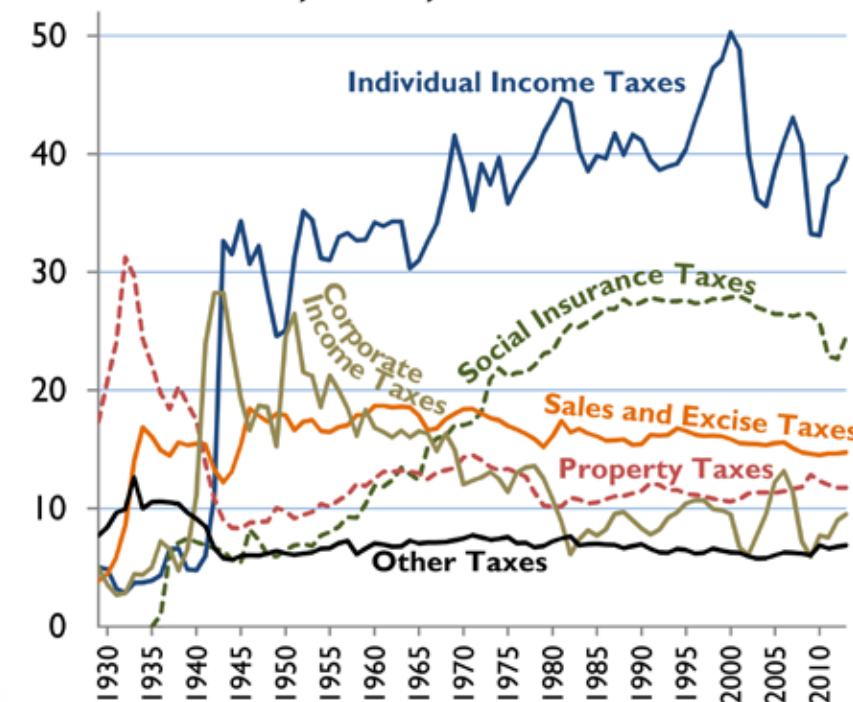 50
Individual Income Taxes
40
30
Social Insurance Taxes
Corporate
Income Taxes
20
Sales and Excise Taxes
Property Taxes
10
Other Taxes
0
1930 1935 1940 1945 1950 1955 1960 1965 1970 1975 1980 1985 1990 1995 2000 2005 2010